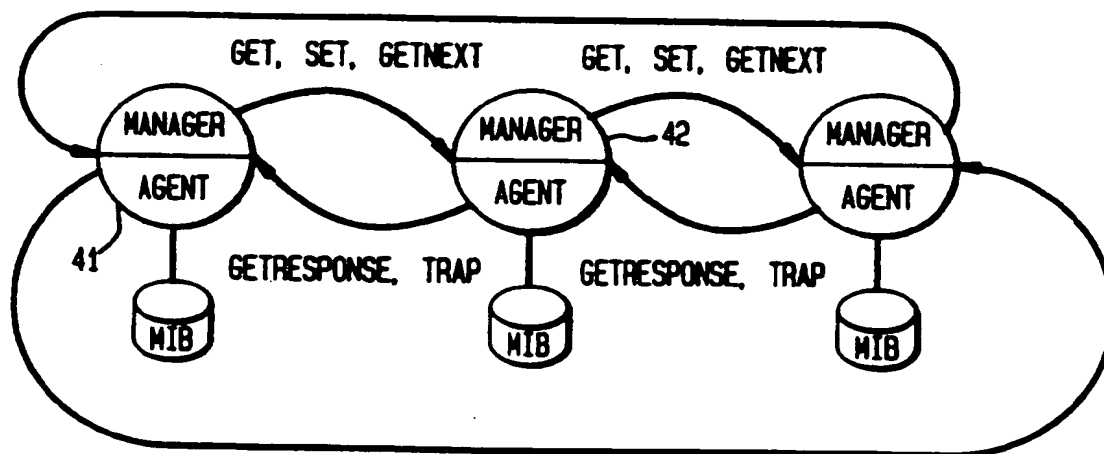 GET, SET, GETNEXT
GET, SET, GETNEXT
MANAGER
AGENT
MANAGER
AGENT
42
MANAGER
AGENT
41
GETRESPONSE, TRAP
GETRESPONSE, TRAP
MIB
MIB
MIB